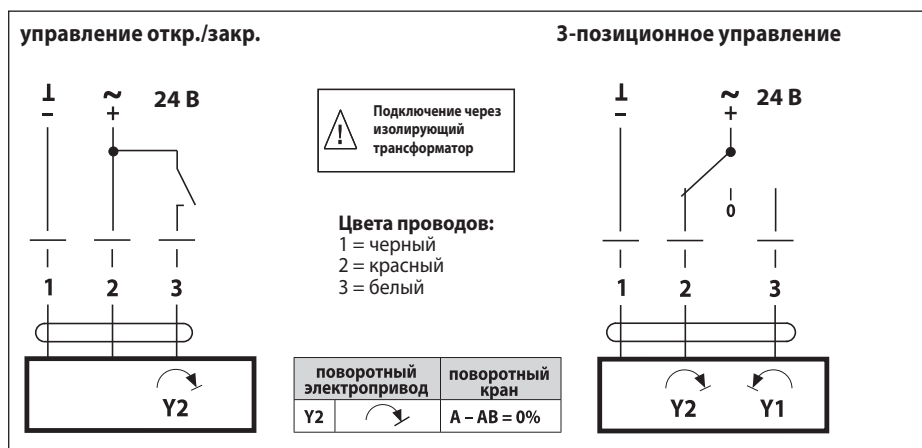 управление откр./закр.
3-позиционное управление
⊥ ~ 24 В
- +
Подключение через
изолирующий
трансформатор
⊥ ~ 24 В
- +
0
Цвета проводов:
1 = черный
2 = красный
3 = белый
1 2 3
1 2 3
Y2
поворотный электропривод
поворотный кран
Y2
A – AB = 0%
Y2 Y1